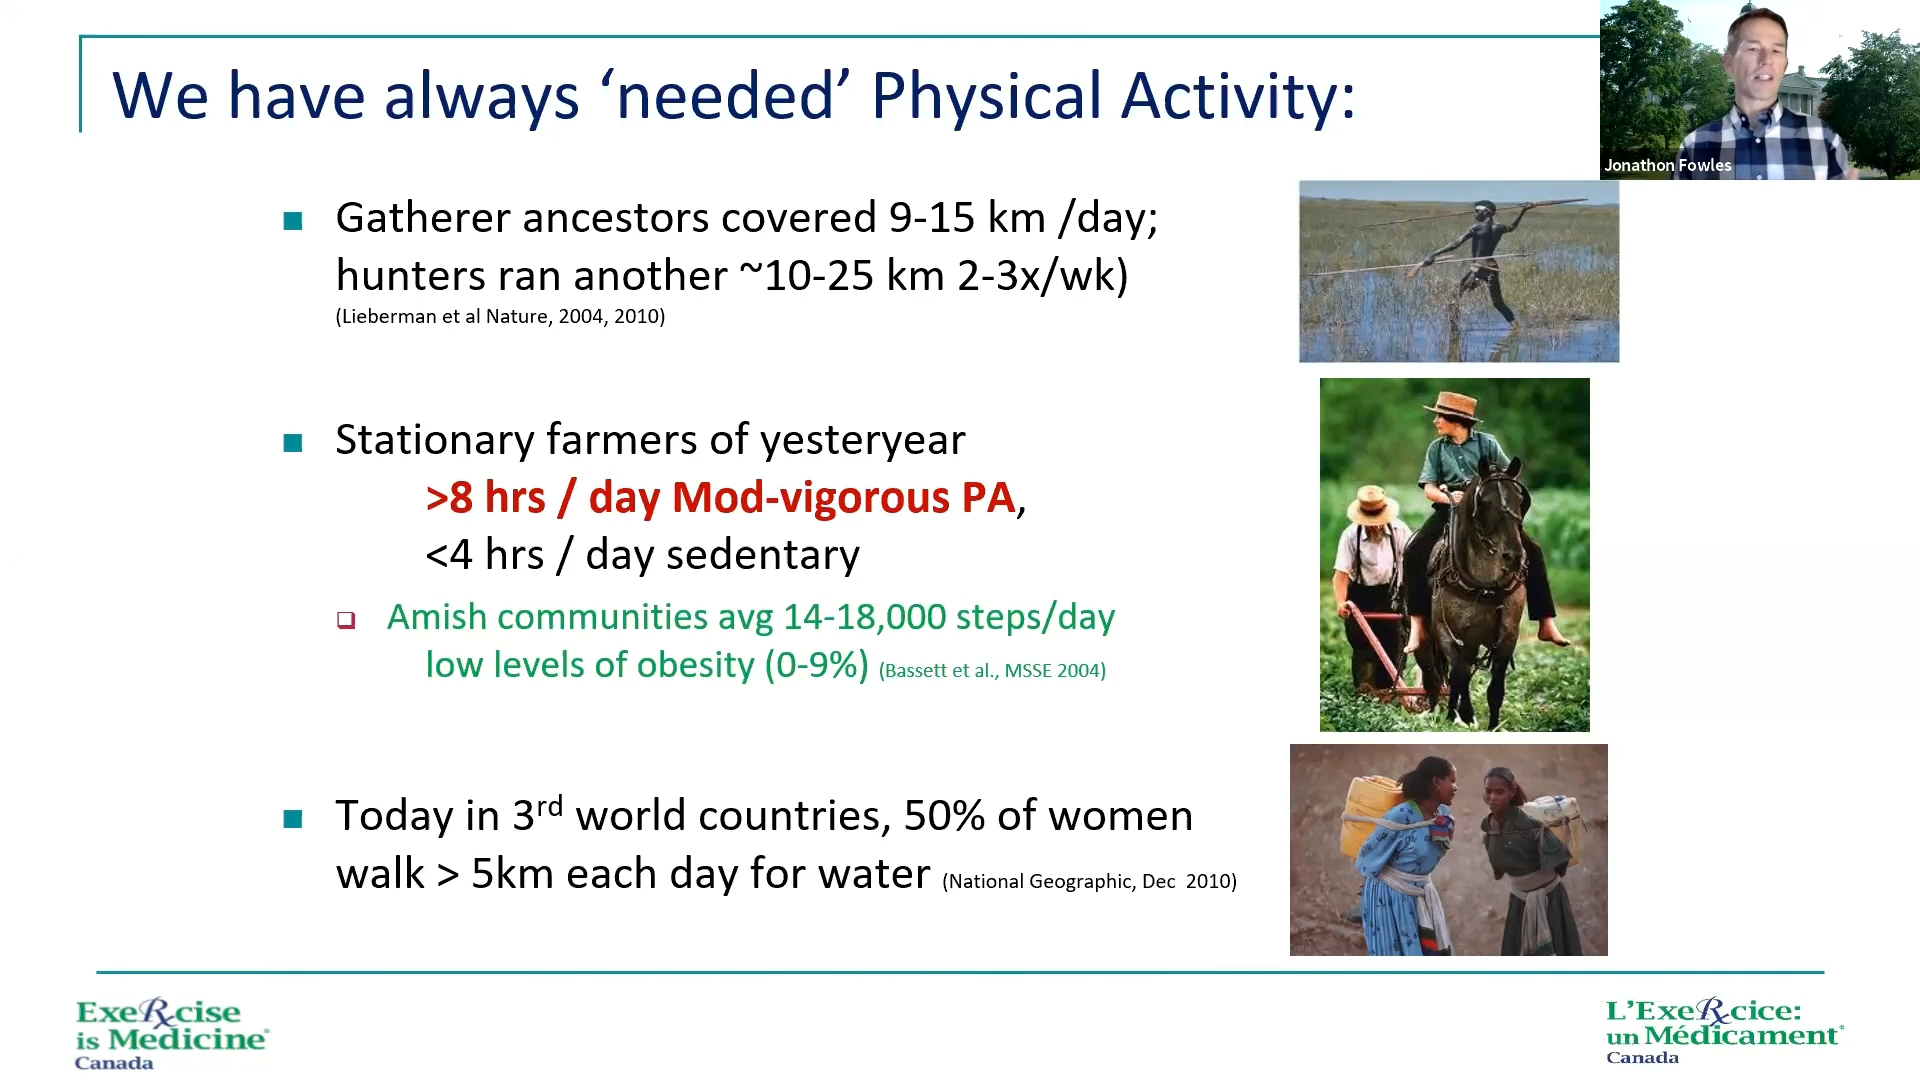 We have always ‘needed’ Physical Activity:
Jonathon Fowles
Gatherer ancestors covered 9-15 km /day;
hunters ran another ~10-25 km 2-3x/wk)
(Lieberman et al Nature, 2004, 2010)
Stationary farmers of yesteryear
>8 hrs / day Mod-vigorous PA,
<4 hrs / day sedentary
Amish communities avg 14-18,000 steps/day
low levels of obesity (0-9%) (Bassett et al., MSSE 2004)
Today in 3rd world countries, 50% of women
walk > 5km each day for water (National Geographic, Dec 2010)
ExeRxcise
is Medicine®
Canada
L'ExeRxcice:
un Médicament®
Canada